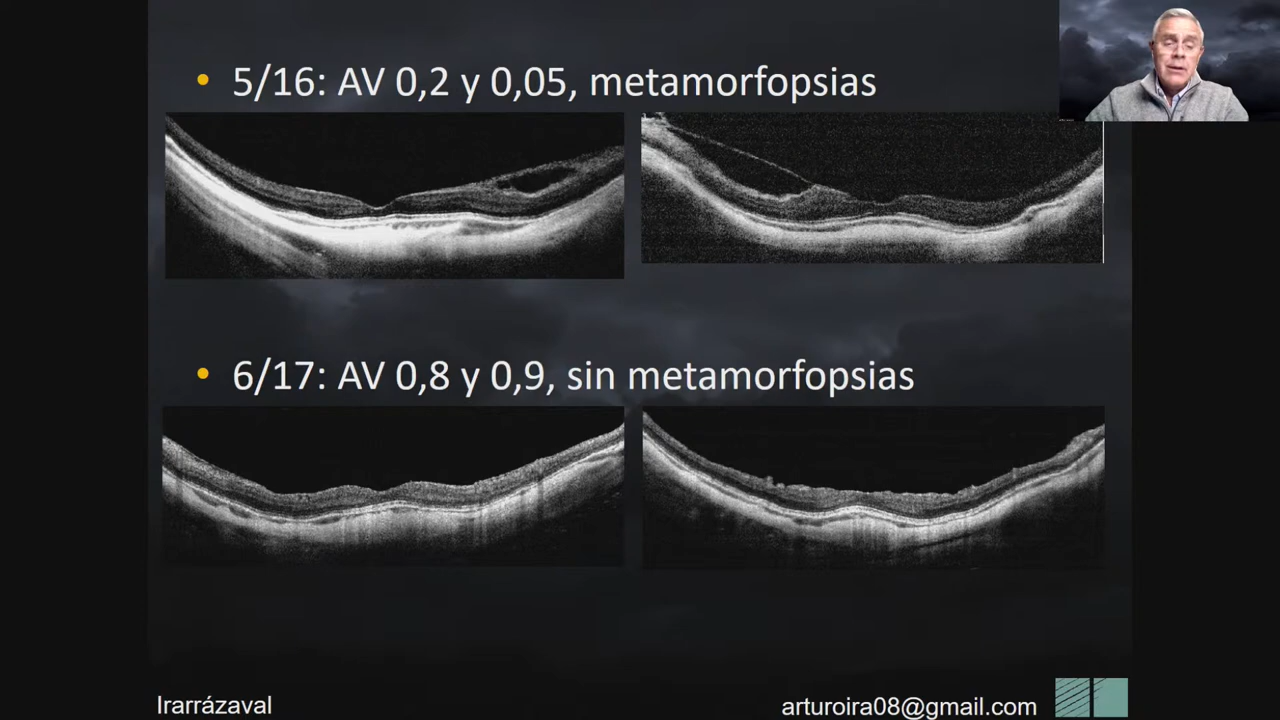 5/16: AV 0,2 y 0,05, metamorfopsias
6/17: AV 0,8 y 0,9, sin metamorfopsias
Irarrázaval
arturoira08@gmail.com